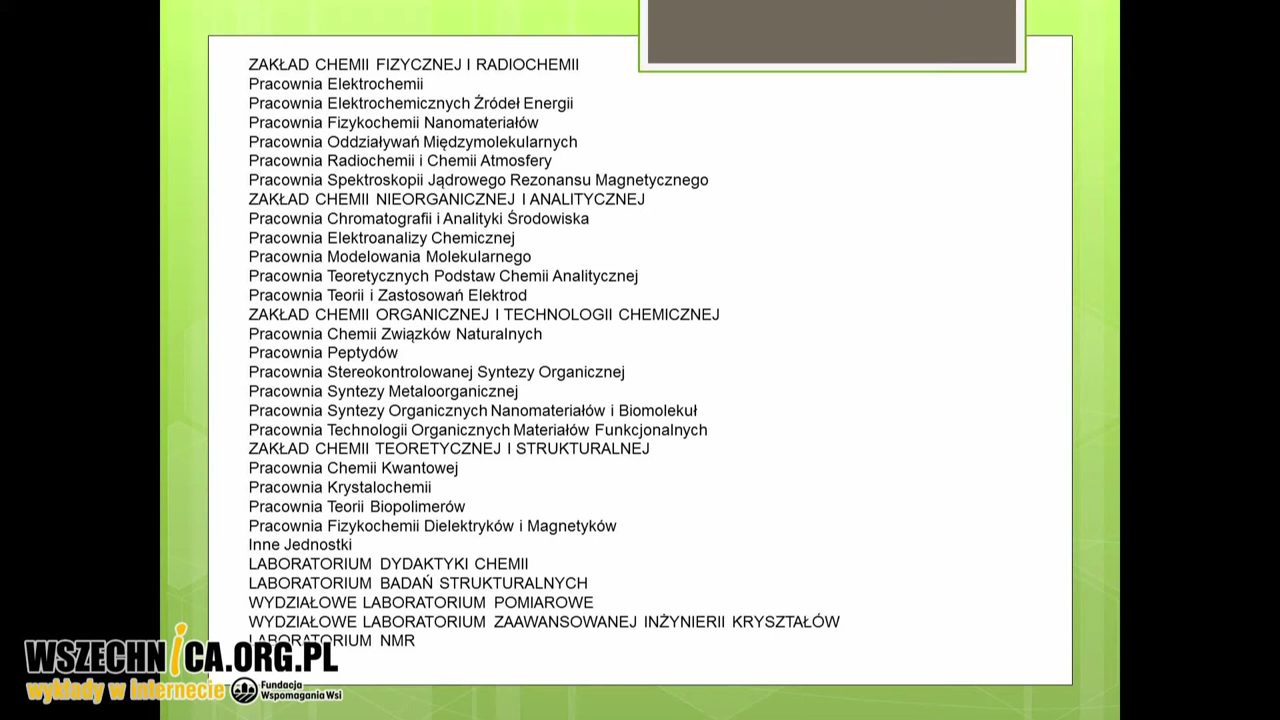 ZAKŁAD CHEMII FIZYCZNEJ I RADIOCHEMII
Pracownia Elektrochemii
Pracownia Elektrochemicznych Źródeł Energii
Pracownia Fizykochemii Nanomateriałów
Pracownia Oddziaływań Międzymolekularnych
Pracownia Radiochemii i Chemii Atmosfery
Pracownia Spektroskopii Jądrowego Rezonansu Magnetycznego
ZAKŁAD CHEMII NIEORGANICZNEJ I ANALITYCZNEJ
Pracownia Chromatografii i Analityki Środowiska
Pracownia Elektroanalizy Chemicznej
Pracownia Modelowania Molekularnego
Pracownia Teoretycznych Podstaw Chemii Analitycznej
Pracownia Teorii i Zastosowań Elektrod
ZAKŁAD CHEMII ORGANICZNEJ I TECHNOLOGII CHEMICZNEJ
Pracownia Chemii Związków Naturalnych
Pracownia Peptydów
Pracownia Stereokontrolowanej Syntezy Organicznej
Pracownia Syntezy Metaloorganicznej
Pracownia Syntezy Organicznych Nanomateriałów i Biomolekuł
Pracownia Technologii Organicznych Materiałów Funkcjonalnych
ZAKŁAD CHEMII TEORETYCZNEJ I STRUKTURALNEJ
Pracownia Chemii Kwantowej
Pracownia Krystalochemii
Pracownia Teorii Biopolimerów
Pracownia Fizykochemii Dielektryków i Magnetyków
Inne Jednostki
LABORATORIUM DYDAKTYKI CHEMII
LABORATORIUM BADAŃ STRUKTURALNYCH
WYDZIAŁOWE LABORATORIUM POMIAROWE
WYDZIAŁOWE LABORATORIUM ZAAWANSOWANEJ INŻYNIERII KRYSZTAŁÓW
LABORATORIUM NMR
WSZECHNICA.ORG.PL
wykłady w Internecie
Fundacja
Wspomagania Wsi